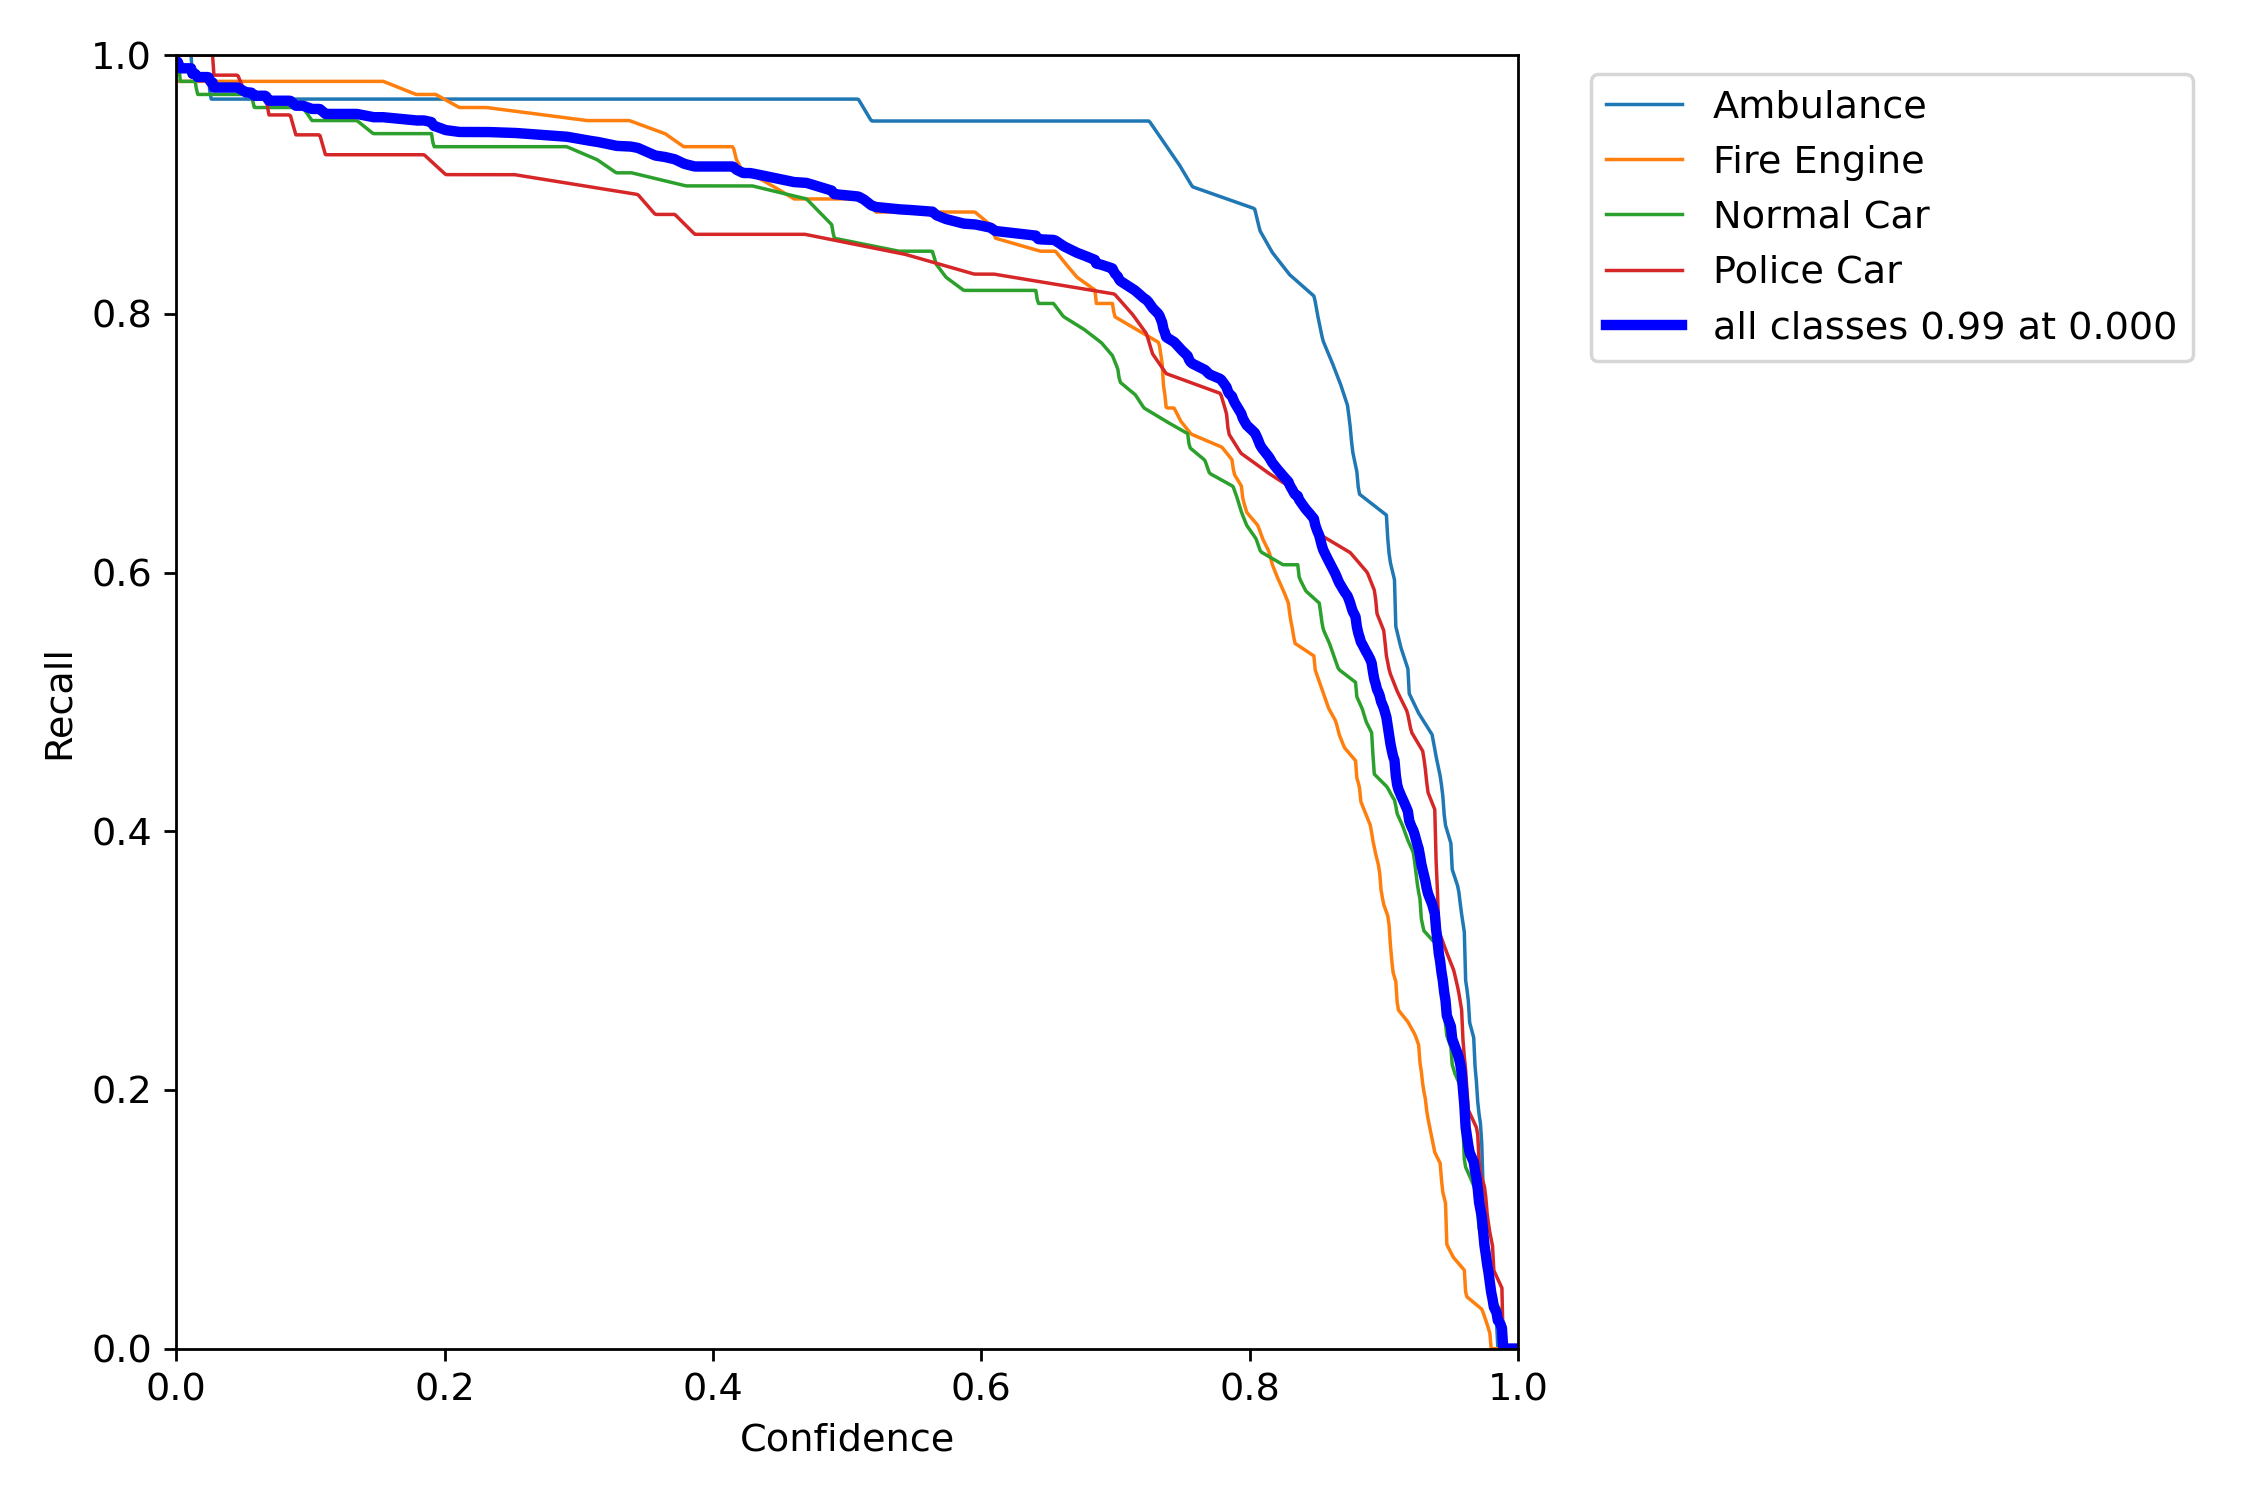 1.0
0.8
0.6
0.4
0.2
0.0
0.0 0.2 0.4 0.6 0.8 1.0
Recall
Confidence
Ambulance
Fire Engine
Normal Car
Police Car
all classes 0.99 at 0.000